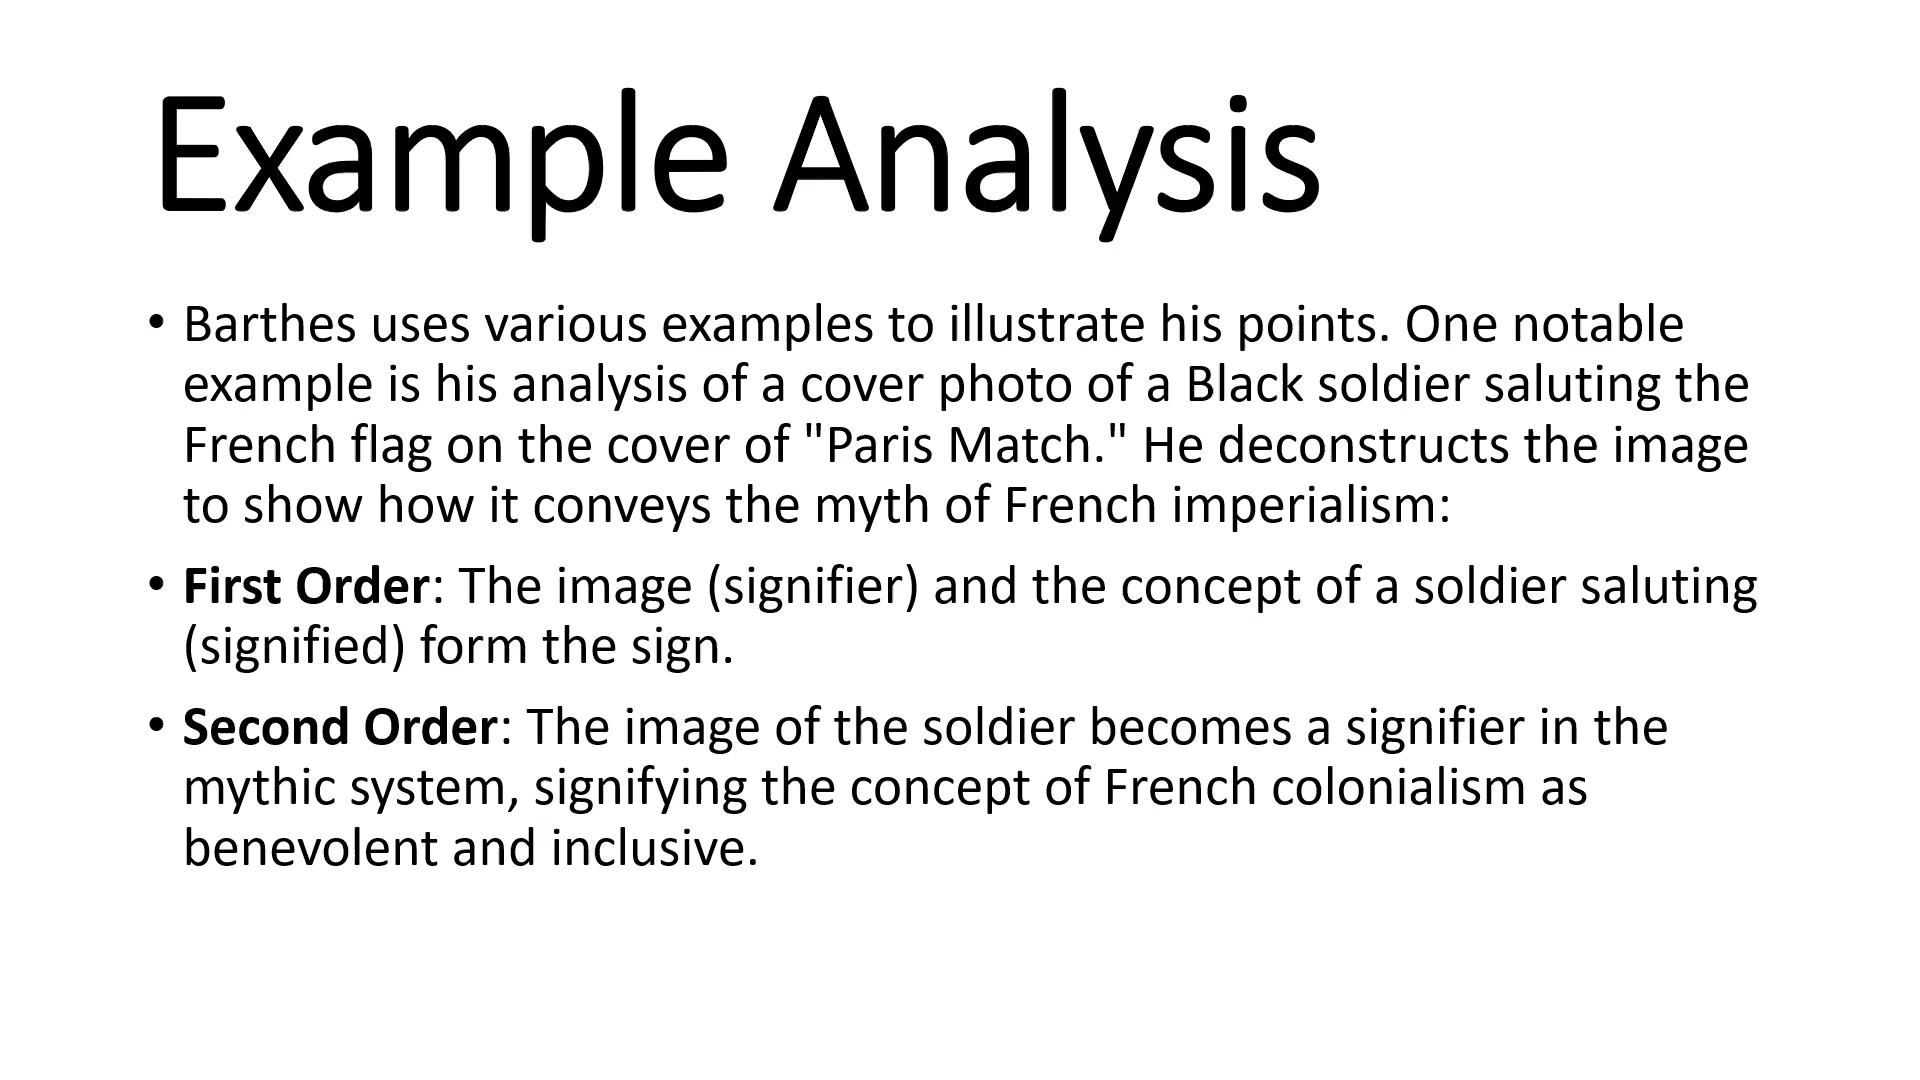 Example Analysis
• Barthes uses various examples to illustrate his points. One notable
example is his analysis of a cover photo of a Black soldier saluting the
French flag on the cover of "Paris Match." He deconstructs the image
to show how it conveys the myth of French imperialism:
• First Order: The image (signifier) and the concept of a soldier saluting
(signified) form the sign.
• Second Order: The image of the soldier becomes a signifier in the
mythic system, signifying the concept of French colonialism as
benevolent and inclusive.